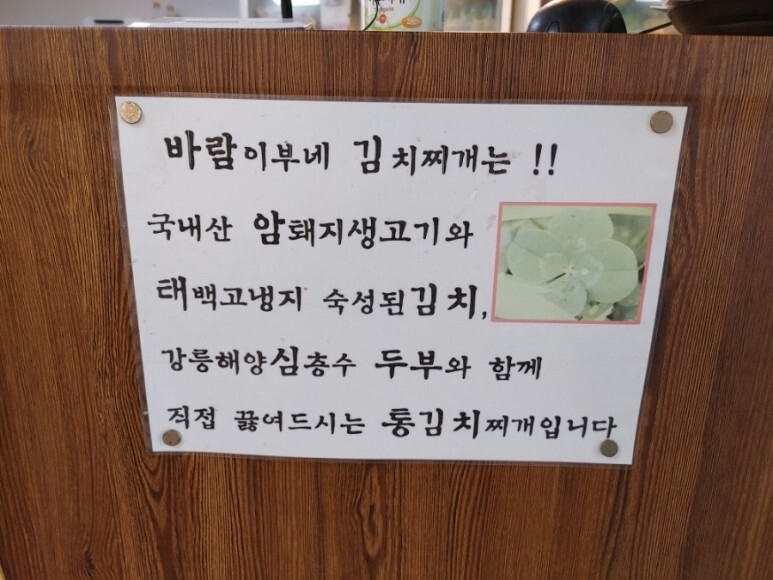 바람이부네 김치찌개는 !!
국내산 암퇘지생고기와
태백고냉지 숙성된김치,
강릉해양심층수 두부와 함께
직접 끓여드시는 통김치찌개입니다